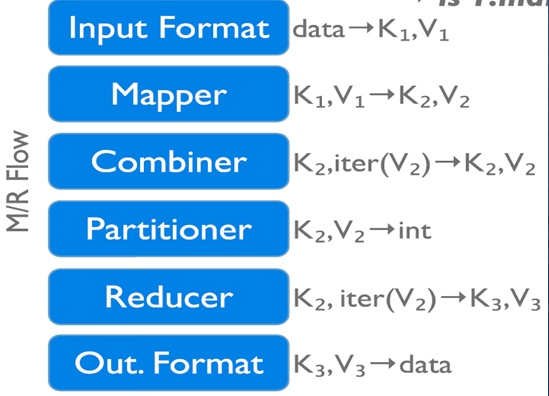 Input Format data→K₁,V₁
Mapper K₁,V₁→K₂,V₂
Combiner K₂,iter(V₂)→K₂,V₂
Partitioner K₂,V₂→int
Reducer K₂, iter(V₂)→K₃,V₃
Out. Format K₃,V₃→data
M/R Flow